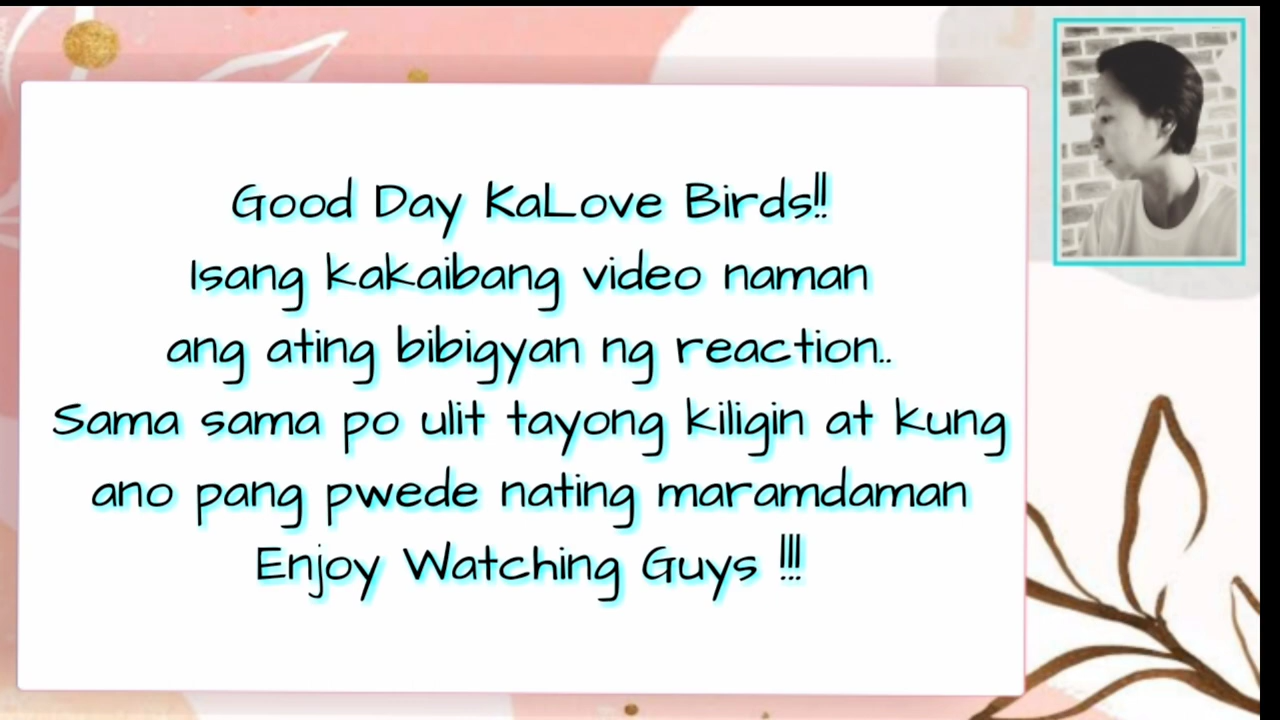 Good Day KaLove Birds!!
Isang kakaibang video naman
ang ating bibigyan ng reaction..
Sama sama po ulit tayong kiligin at kung
ano pang pwede nating maramdaman
Enjoy Watching Guys !!!